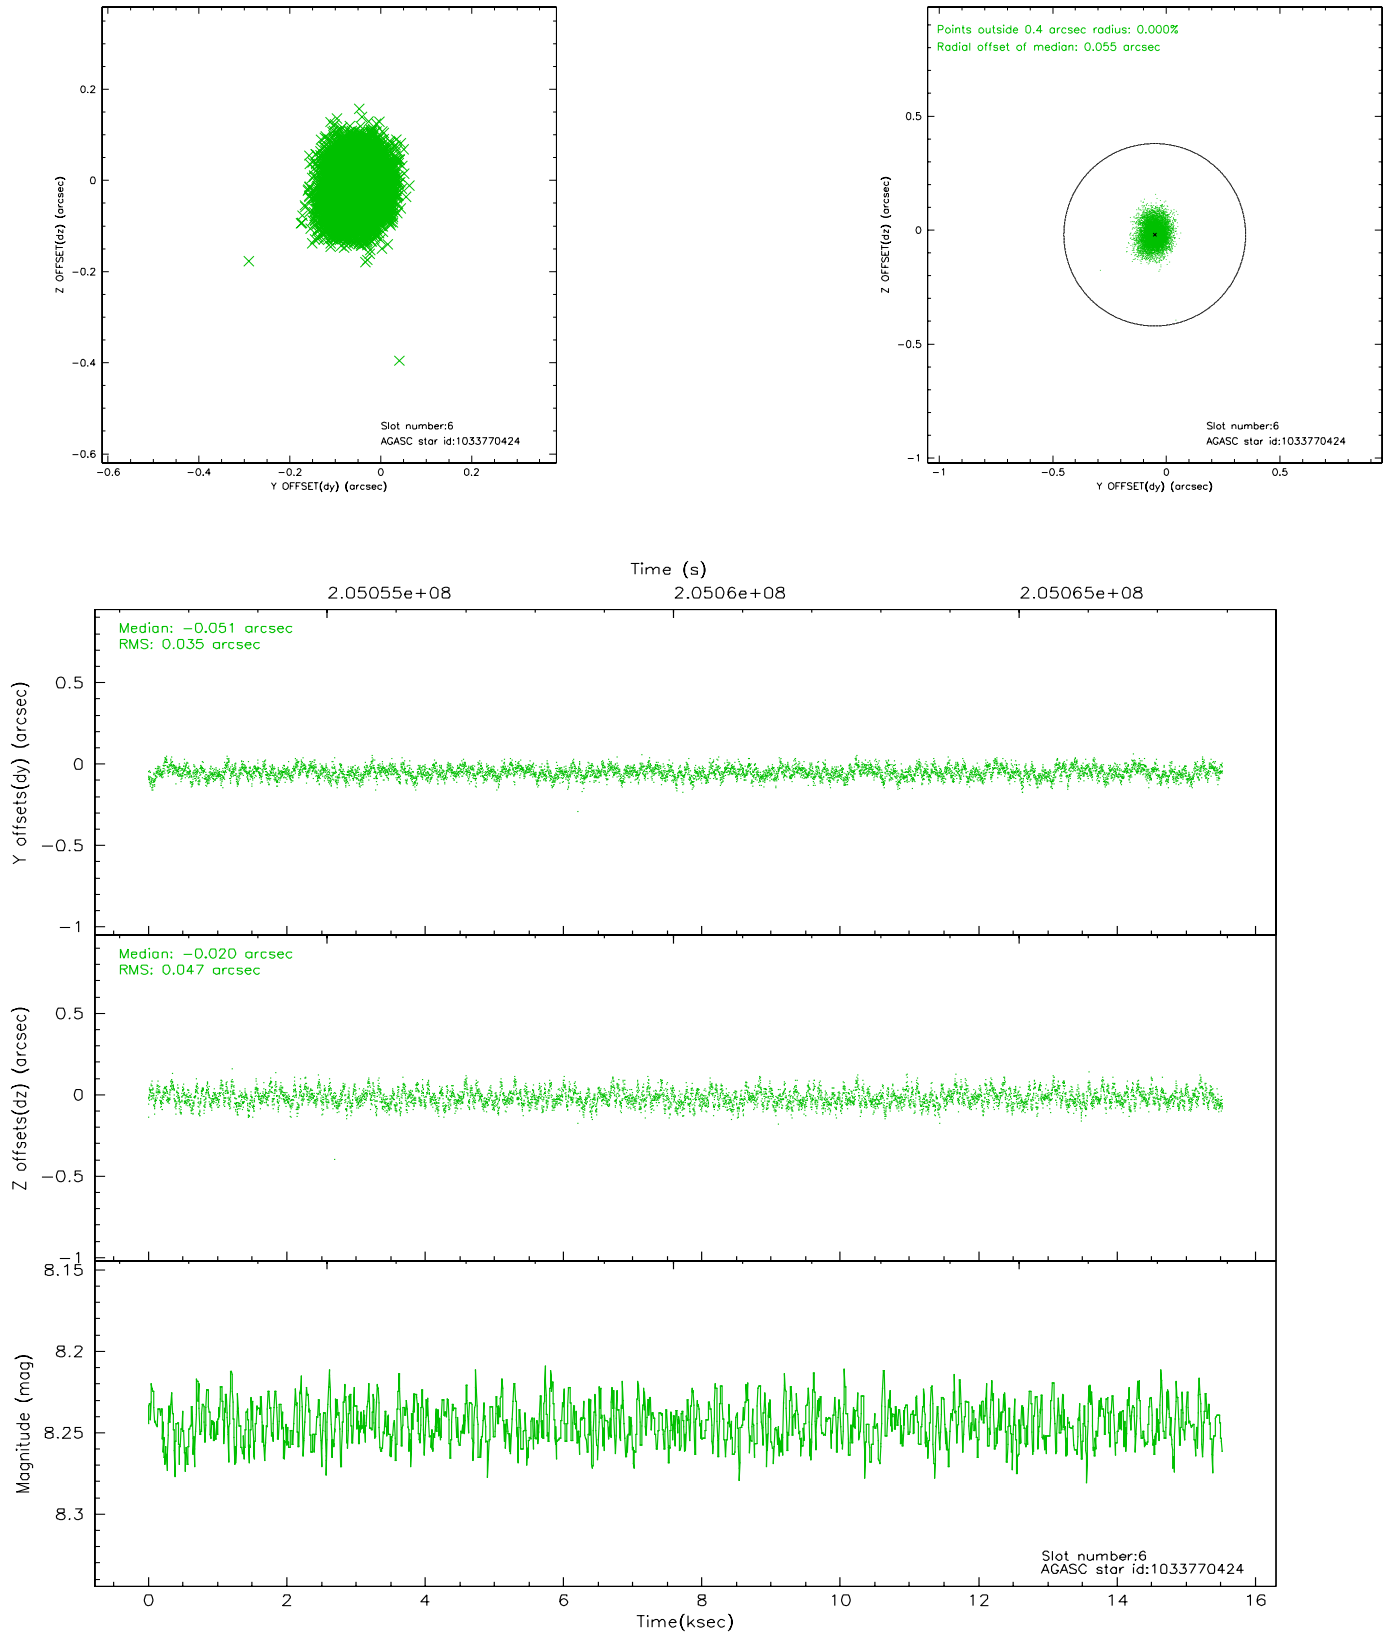 0.2
0
−0.2
−0.4
−0.6
Z OFFSET(dz) (arcsec)
−0.6 −0.4 −0.2 0 0.2
Y OFFSET(dy) (arcsec)
Slot number:6
AGASC star id:1033770424
Points outside 0.4 arcsec radius: 0.000%
Radial offset of median: 0.055 arcsec
0.5
0
−0.5
−1
Z OFFSET(dz) (arcsec)
−1 −0.5 0 0.5
Y OFFSET(dy) (arcsec)
Slot number:6
AGASC star id:1033770424
Time (s)
2.05055e+08 2.0506e+08 2.05065e+08
Median: −0.051 arcsec
RMS: 0.035 arcsec
0.5
0
−0.5
−1
Y offsets(dy) (arcsec)
Median: −0.020 arcsec
RMS: 0.047 arcsec
0.5
0
−0.5
−1
Z offsets(dz) (arcsec)
8.15
8.2
8.25
8.3
Magnitude (mag)
Slot number:6
AGASC star id:1033770424
0 2 4 6 8 10 12 14 16
Time(ksec)